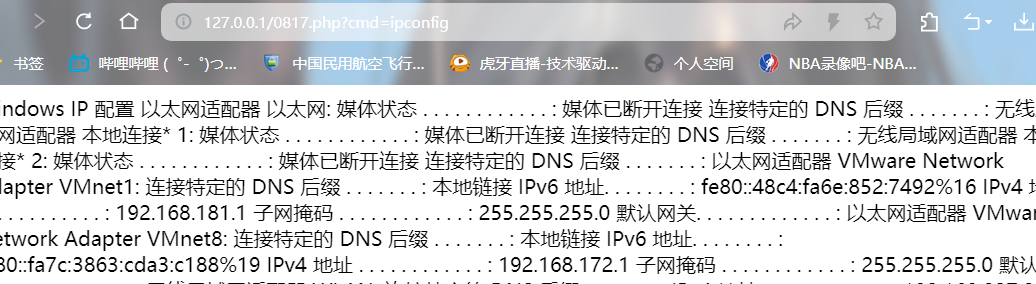 127.0.0.1/0817.php?cmd=ipconfig
书签 哔哩哔哩 ( ゜- ゜)つ... 中国民用航空飞行... 虎牙直播-技术驱动... 个人空间 NBA录像吧-NBA...
indows IP 配置 以太网适配器 以太网: 媒体状态 . . . . . . . . . . . . : 媒体已断开连接 连接特定的 DNS 后缀 . . . . . . . : 无线
网适配器 本地连接* 1: 媒体状态 . . . . . . . . . . . . : 媒体已断开连接 连接特定的 DNS 后缀 . . . . . . . : 无线局域网适配器 本
接* 2: 媒体状态 . . . . . . . . . . . . : 媒体已断开连接 连接特定的 DNS 后缀 . . . . . . . : 以太网适配器 VMware Network
dapter VMnet1: 连接特定的 DNS 后缀 . . . . . . . : 本地链接 IPv6 地址. . . . . . . . : fe80::48c4:fa6e:852:7492%16 IPv4
. . . . . . . . . . : 192.168.181.1 子网掩码 . . . . . . . . . . . . : 255.255.255.0 默认网关. . . . . . . . . . . . . : 以太网适配器 VMwa
etwork Adapter VMnet8: 连接特定的 DNS 后缀 . . . . . . . : 本地链接 IPv6 地址. . . . . . . . :
80::fa7c:3863:cda3:c188%19 IPv4 地址 . . . . . . . . . . . . : 192.168.172.1 子网掩码 . . . . . . . . . . . . : 255.255.255.0 默认